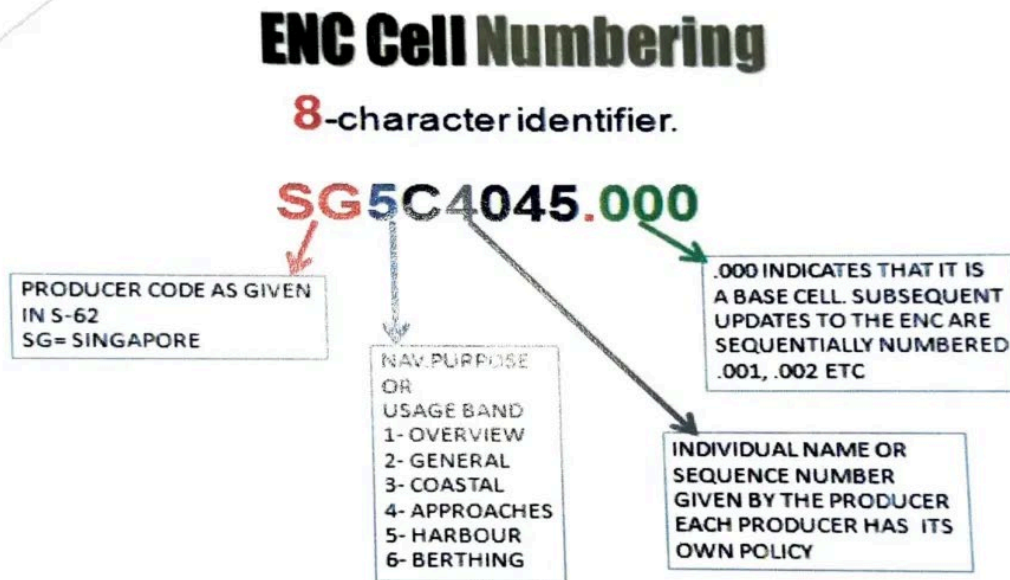 ENC Cell Numbering
8-character identifier.
SG5C4045.000
PRODUCER CODE AS GIVEN
IN S-62
SG= SINGAPORE
NAV.PURPOSE
OR
USAGE BAND
1- OVERVIEW
2- GENERAL
3- COASTAL
4- APPROACHES
5- HARBOUR
6- BERTHING
.000 INDICATES THAT IT IS
A BASE CELL. SUBSEQUENT
UPDATES TO THE ENC ARE
SEQUENTIALLY NUMBERED
.001, .002 ETC
INDIVIDUAL NAME OR
SEQUENCE NUMBER
GIVEN BY THE PRODUCER
EACH PRODUCER HAS ITS
OWN POLICY